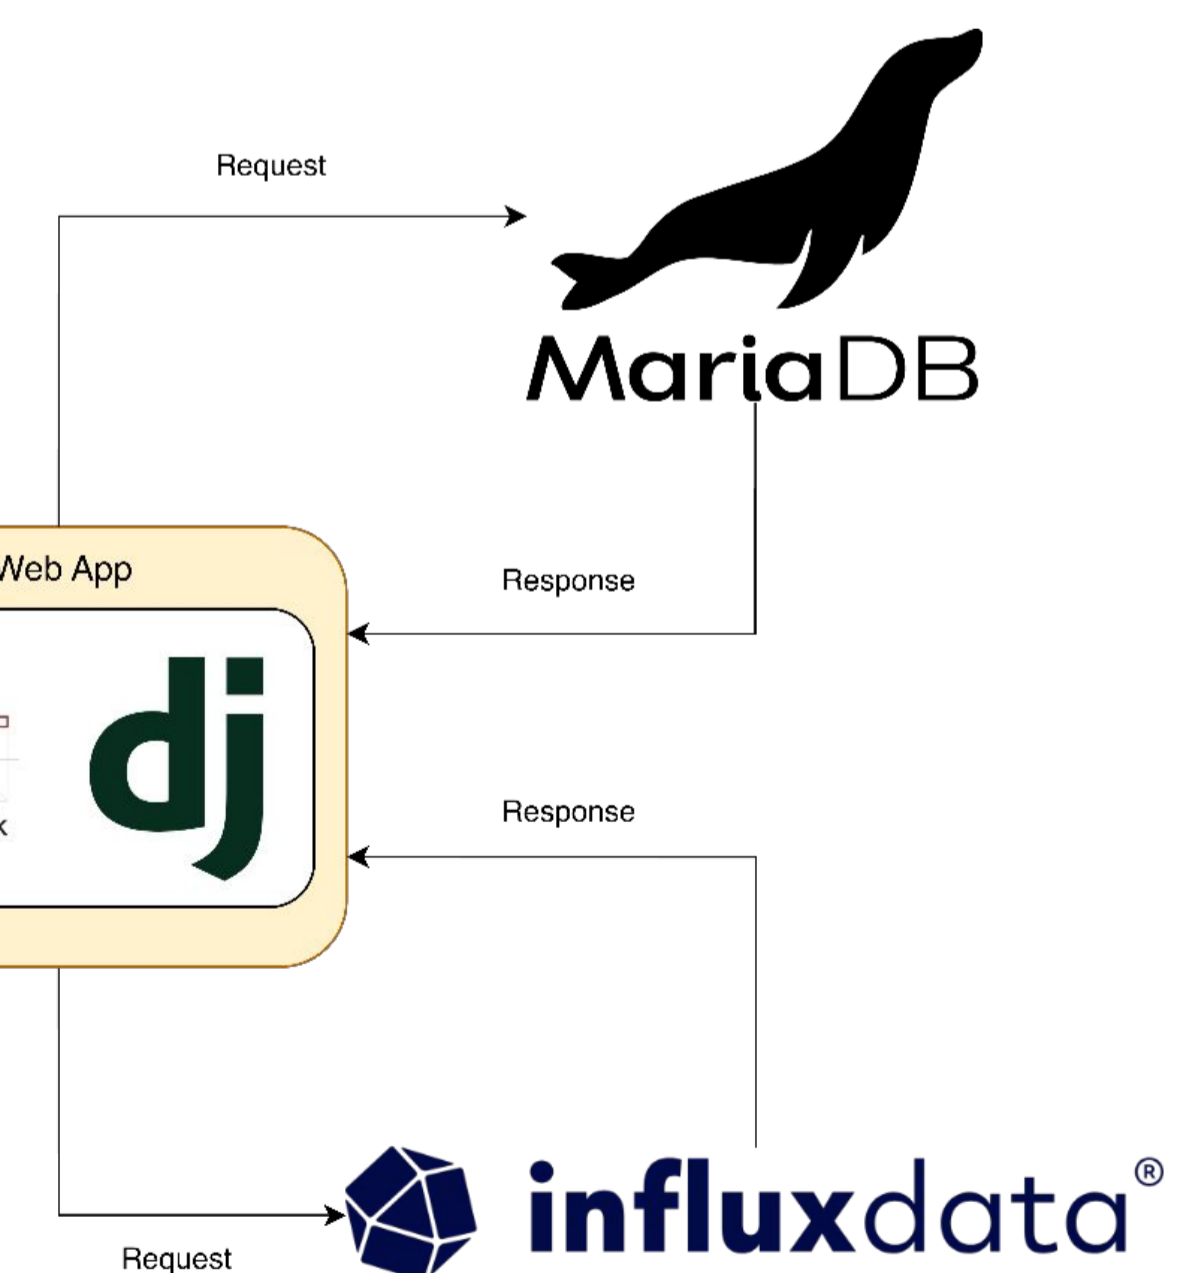 Request
MariaDB
Web App
Response
dj
k
Response
influxdata®
Request